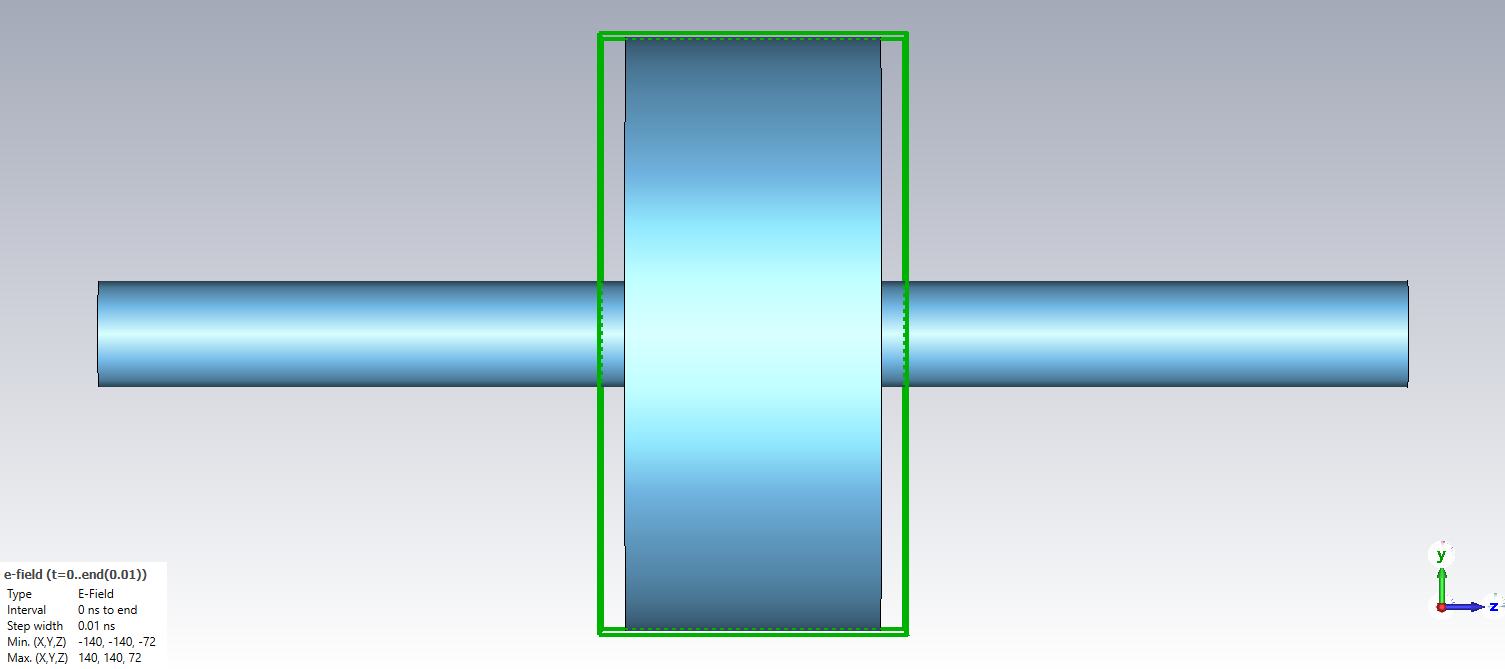 e-field (t=0..end(0.01))
Type E-Field
Interval 0 ns to end
Step width 0.01 ns
Min. (X,Y,Z) -140, -140, -72
Max. (X,Y,Z) 140, 140, 72
y
z